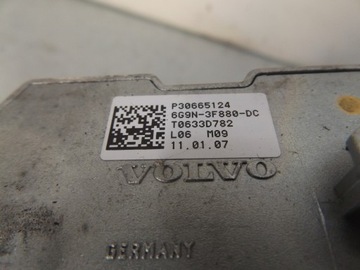 P30665124
6G9N-3F880-DC
T0633D782
L06 M09
11.01.07
VOLVO
GERMANY